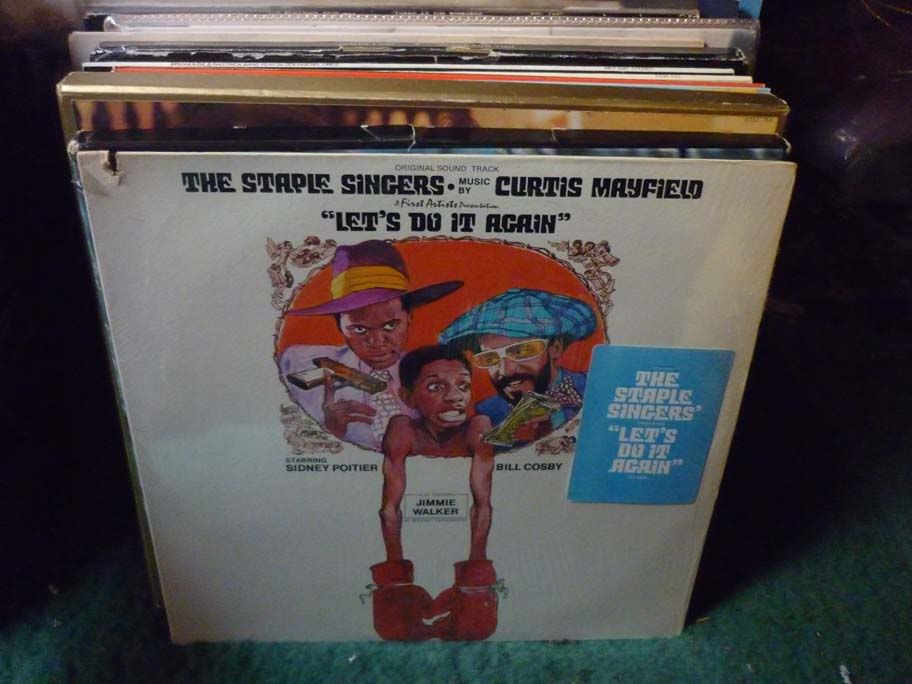 ORIGINAL SOUND TRACK
THE STAPLE SINGERS • MUSIC BY CURTIS MAYFIELD
A First Artists Presentation
"LET'S DO IT AGAIN"
STARRING
SIDNEY POITIER
BILL COSBY
JIMMIE
WALKER
THE
STAPLE
SINGERS'
"LET'S
DO IT
AGAIN"